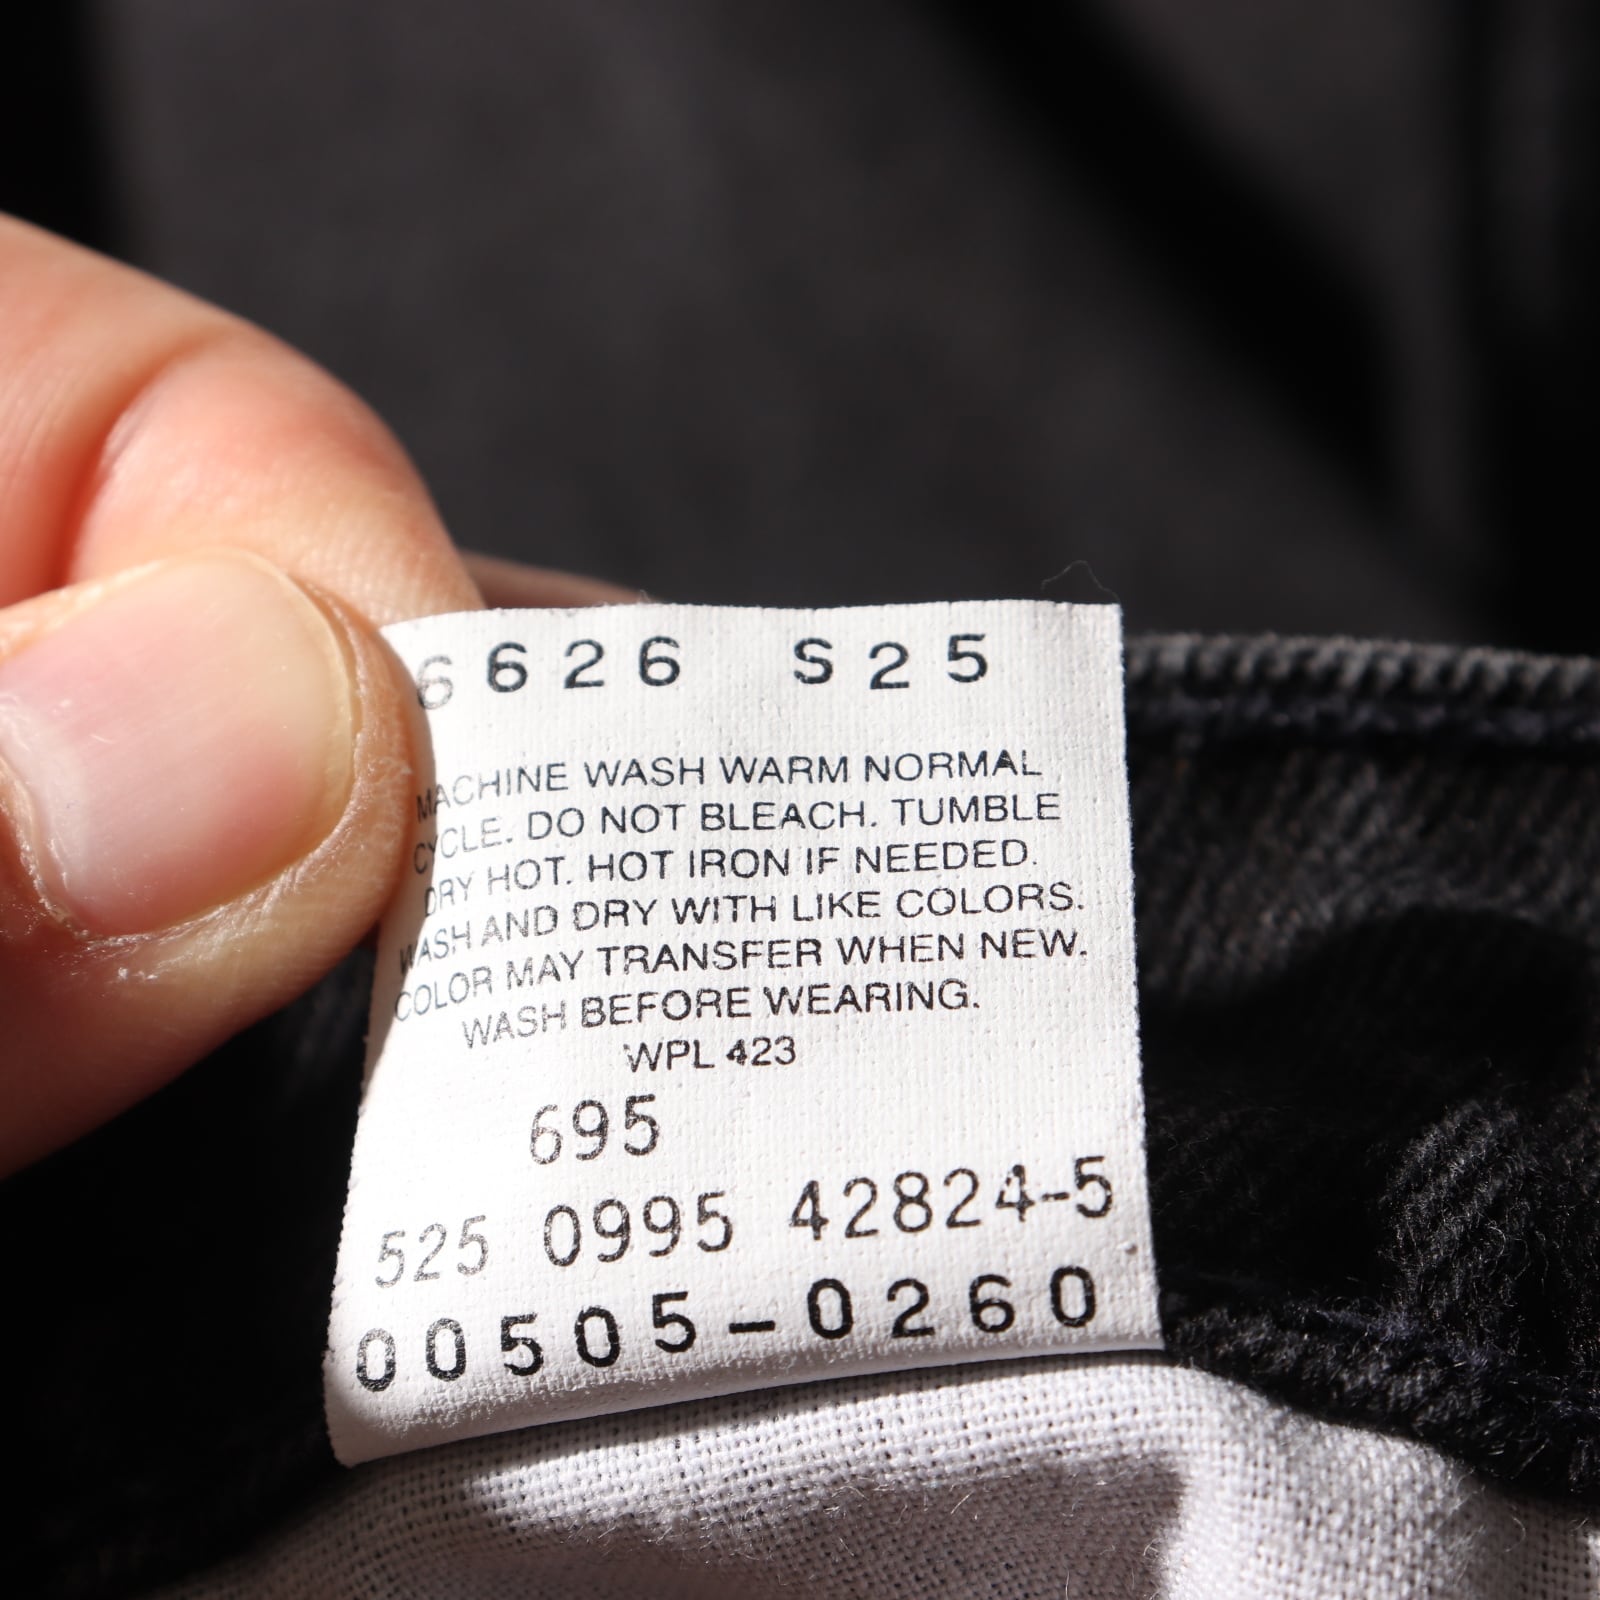 6626 S25
MACHINE WASH WARM NORMAL
CYCLE. DO NOT BLEACH. TUMBLE
DRY HOT. HOT IRON IF NEEDED.
WASH AND DRY WITH LIKE COLORS.
COLOR MAY TRANSFER WHEN NEW.
WASH BEFORE WEARING.
WPL 423
695
525 0995 42824-5
00505-0260